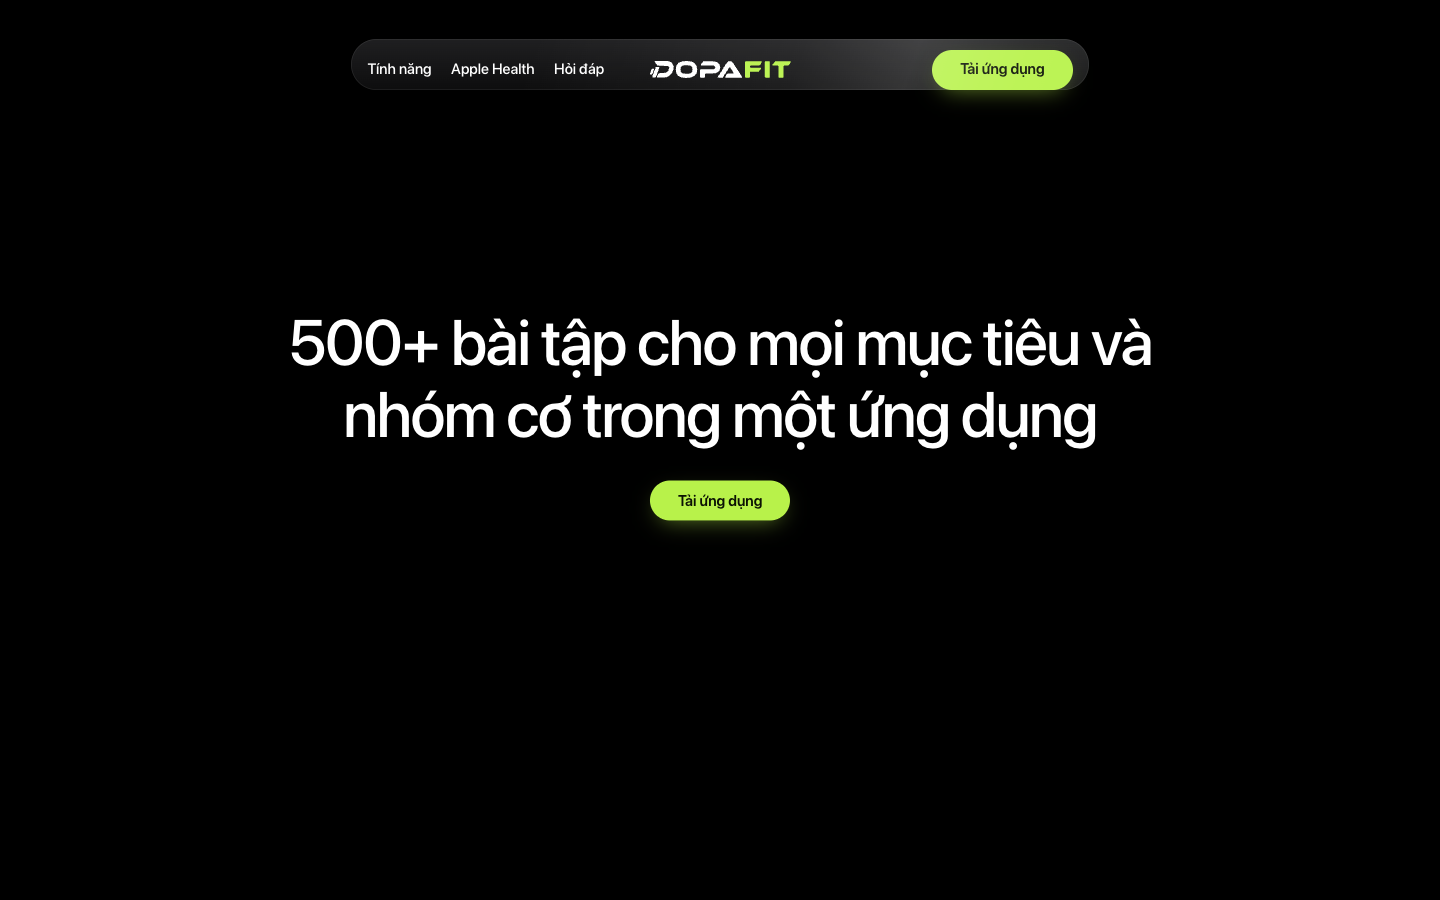 Tính năng
Apple Health
Hỏi đáp
DOPAFIT
Tải ứng dụng
500+ bài tập cho mọi mục tiêu và
nhóm cơ trong một ứng dụng
Tải ứng dụng